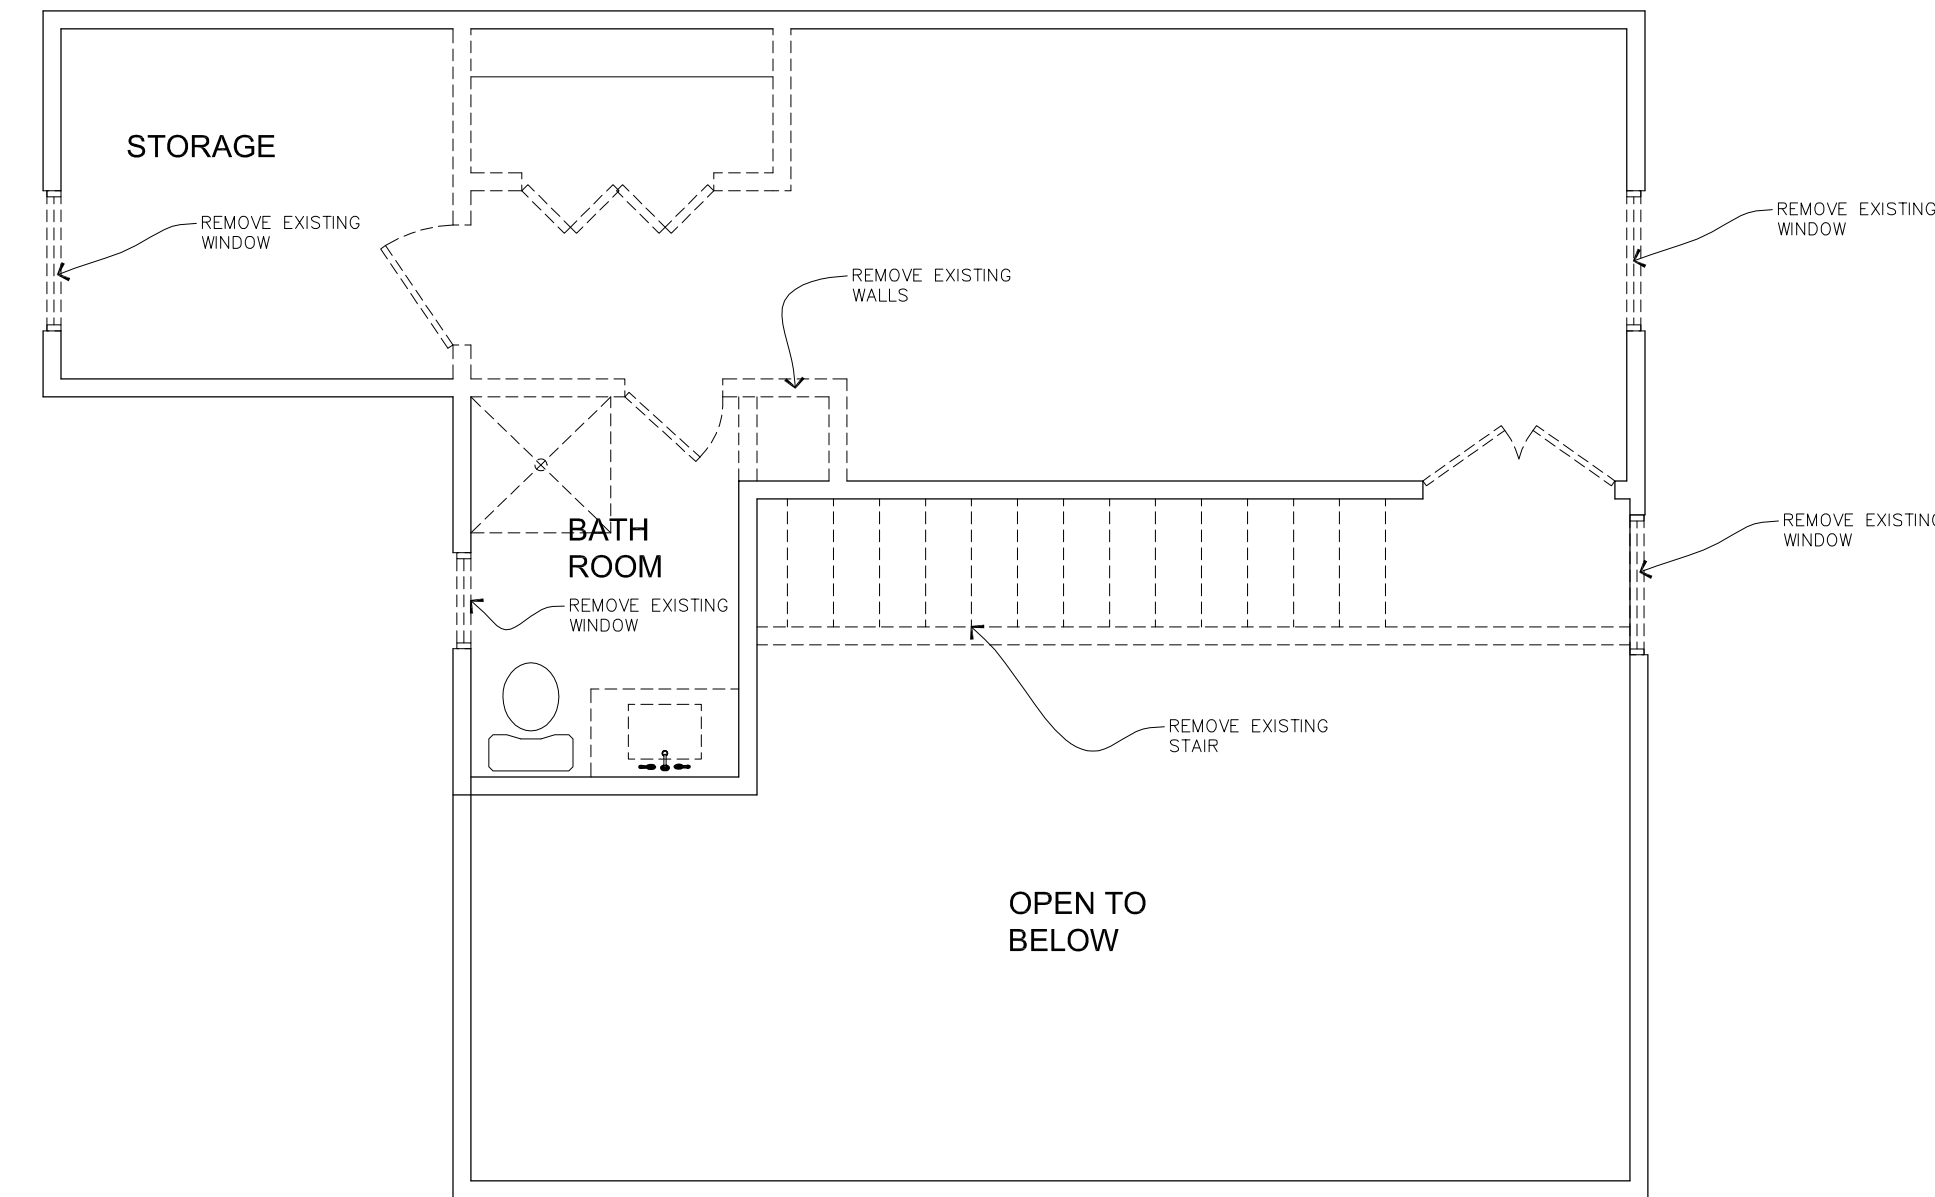 STORAGE
REMOVE EXISTING
WINDOW
REMOVE EXISTING
WINDOW
REMOVE EXISTING
WALLS
BATH
ROOM
REMOVE EXISTING
WINDOW
REMOVE EXISTING
WINDOW
REMOVE EXISTING
STAIR
OPEN TO
BELOW